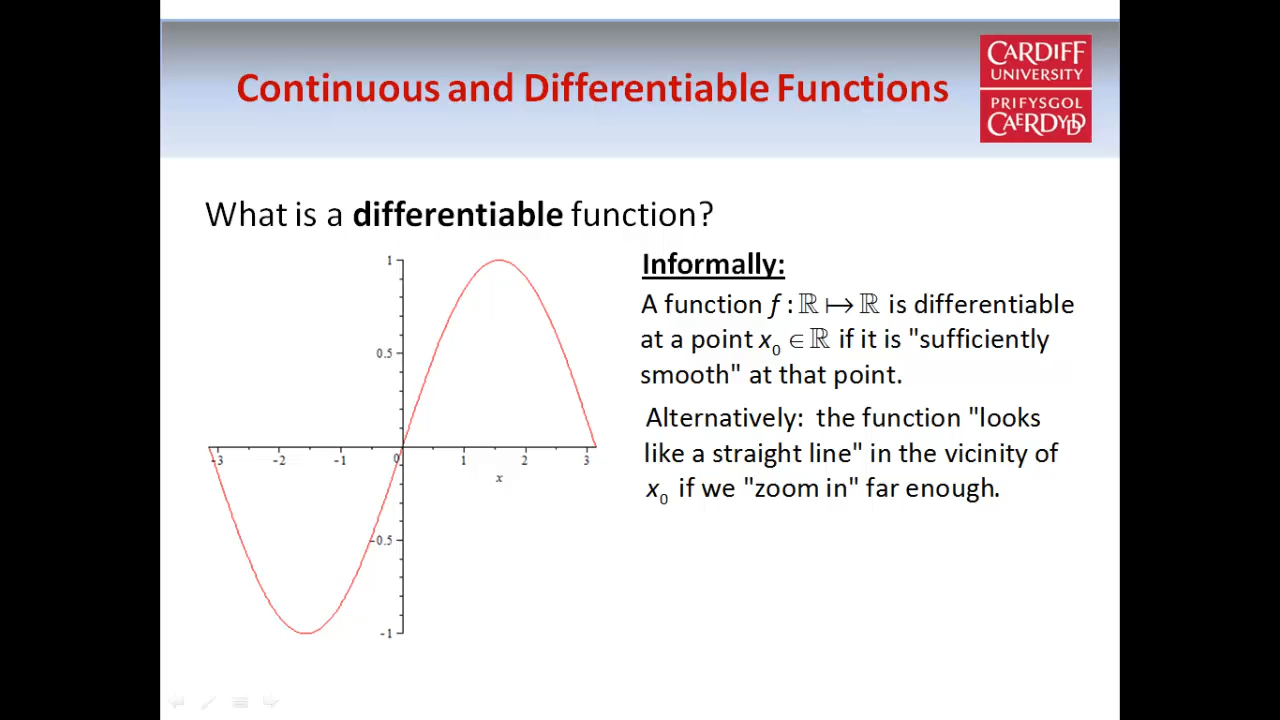 Continuous and Differentiable Functions
CARDIFF
UNIVERSITY
PRIFYSGOL
CAERDYDD
What is a differentiable function?
Informally:
A function f : ℝ ↦ ℝ is differentiable
at a point x₀ ∈ ℝ if it is "sufficiently
smooth" at that point.
Alternatively: the function "looks
like a straight line" in the vicinity of
x₀ if we "zoom in" far enough.
1
0.5
-3 -2 -1 0 1 2 3
x
-0.5
-1